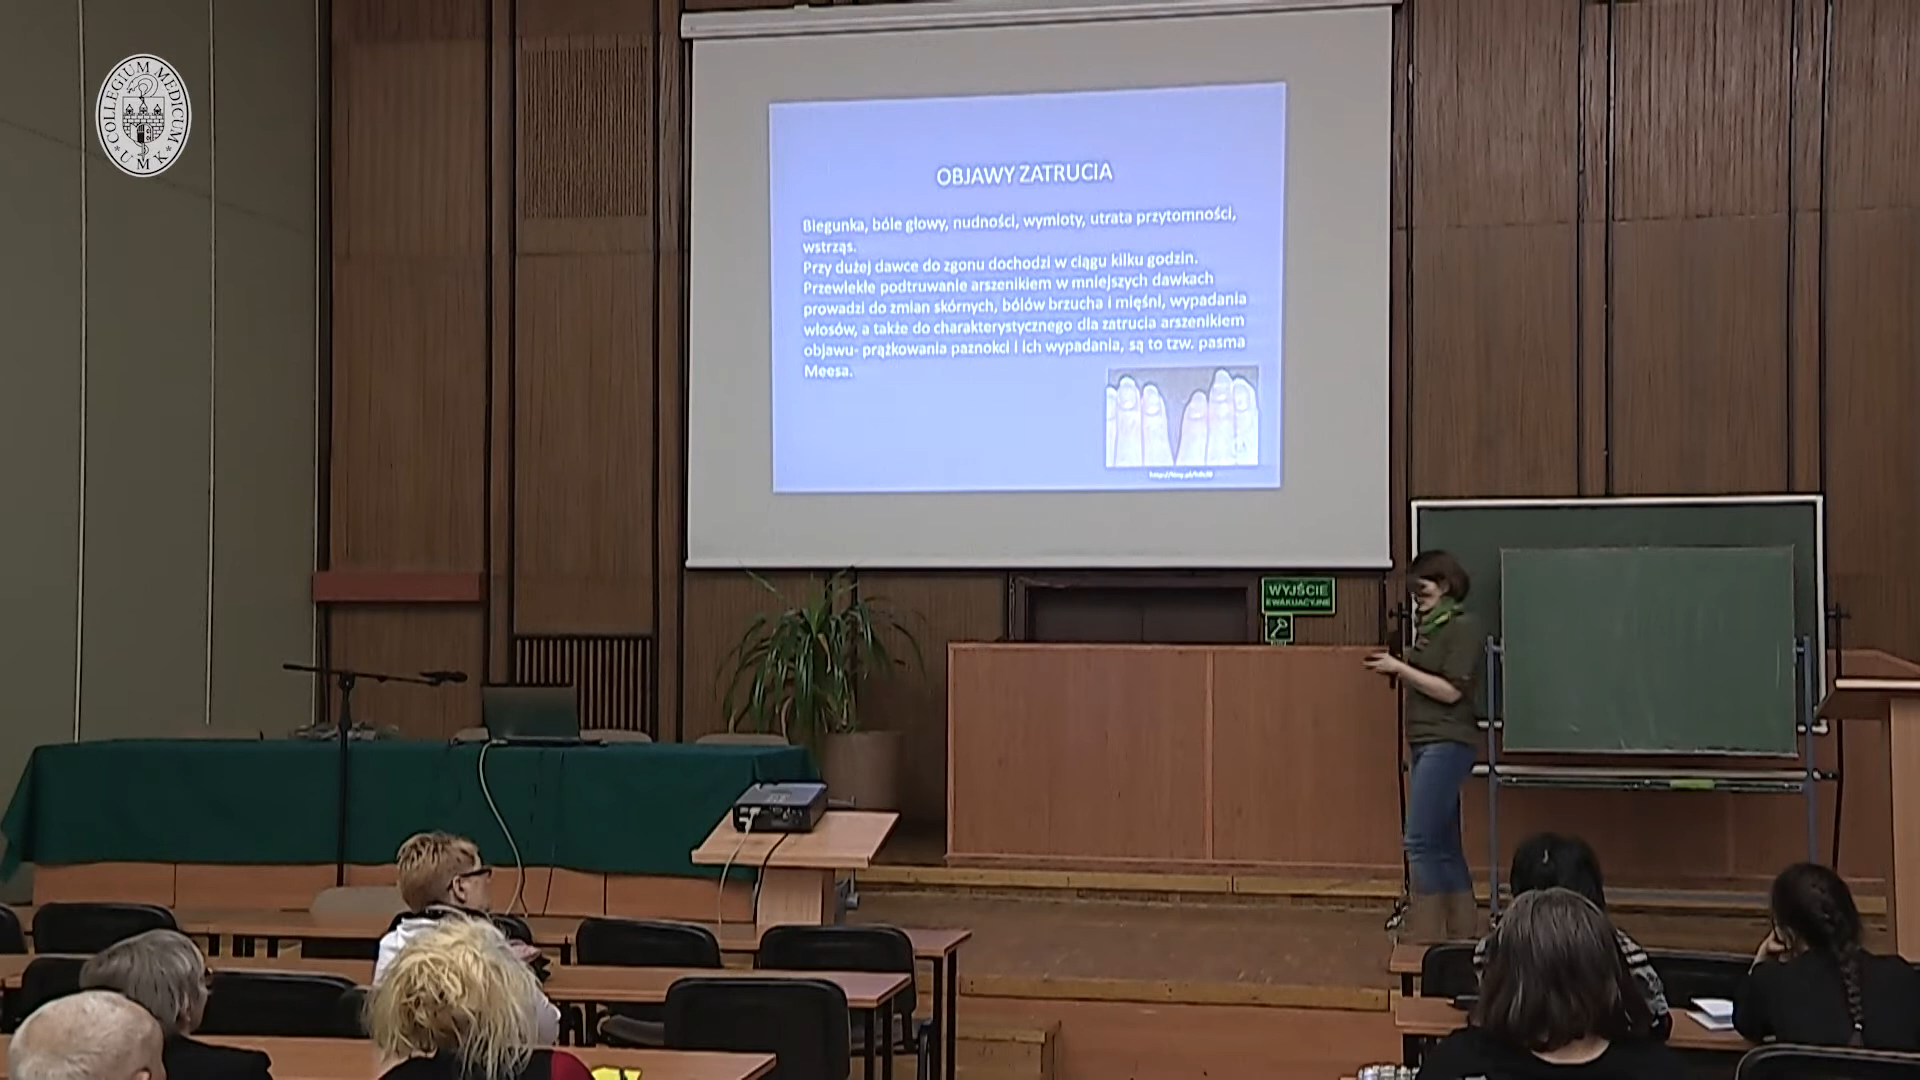 COLLEGIUM MEDICUM
* UMK *
OBJAWY ZATRUCIA
Biegunka, bóle głowy, nudności, wymioty, utrata przytomności,
wstrząs.
Przy dużej dawce do zgonu dochodzi w ciągu kilku godzin.
Przewlekłe podtruwanie arszenikiem w mniejszych dawkach
prowadzi do zmian skórnych, bólów brzucha i mięśni, wypadania
włosów, a także do charakterystycznego dla zatrucia arszenikiem
objawu- prążkowania paznokci i ich wypadania, są to tzw. pasma
Meesa.
WYJŚCIE
EWAKUACYJNE